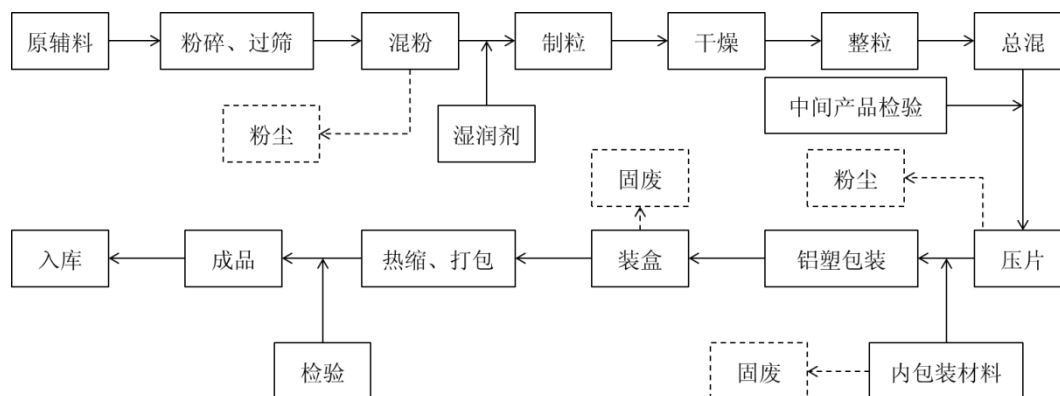 原辅料
粉碎、过筛
混粉
制粒
干燥
整粒
总混
中间产品检验
粉尘
湿润剂
固废
粉尘
入库
成品
热缩、打包
装盒
铝塑包装
压片
检验
固废
内包装材料